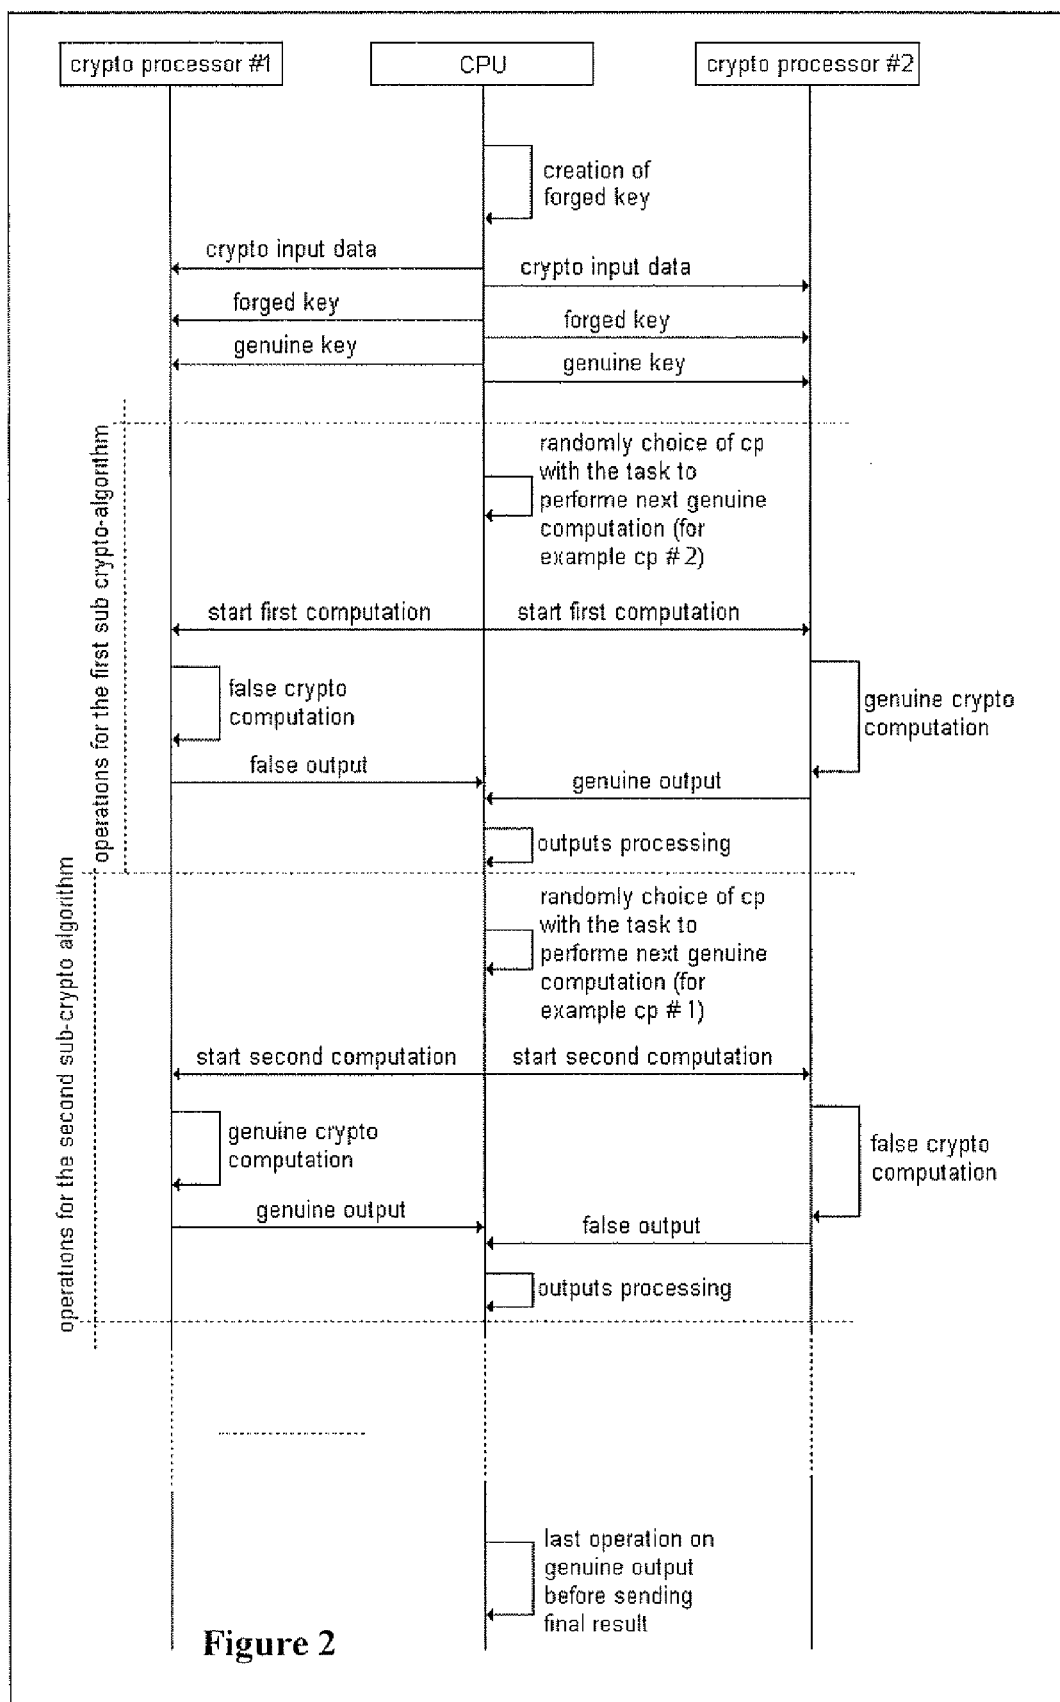 crypto processor #1
CPU
crypto processor #2
creation of
forged key
crypto input data
crypto input data
forged key
forged key
genuine key
genuine key
operations for the first sub crypto-algorithm
randomly choice of cp
with the task to
performe next genuine
computation (for
example cp #2)
start first computation
start first computation
false crypto
computation
genuine crypto
computation
false output
genuine output
outputs processing
operations for the second sub-crypto algorithm
randomly choice of cp
with the task to
performe next genuine
computation (for
example cp #1)
start second computation
start second computation
genuine crypto
computation
false crypto
computation
genuine output
false output
outputs processing
last operation on
genuine output
before sending
final result
Figure 2